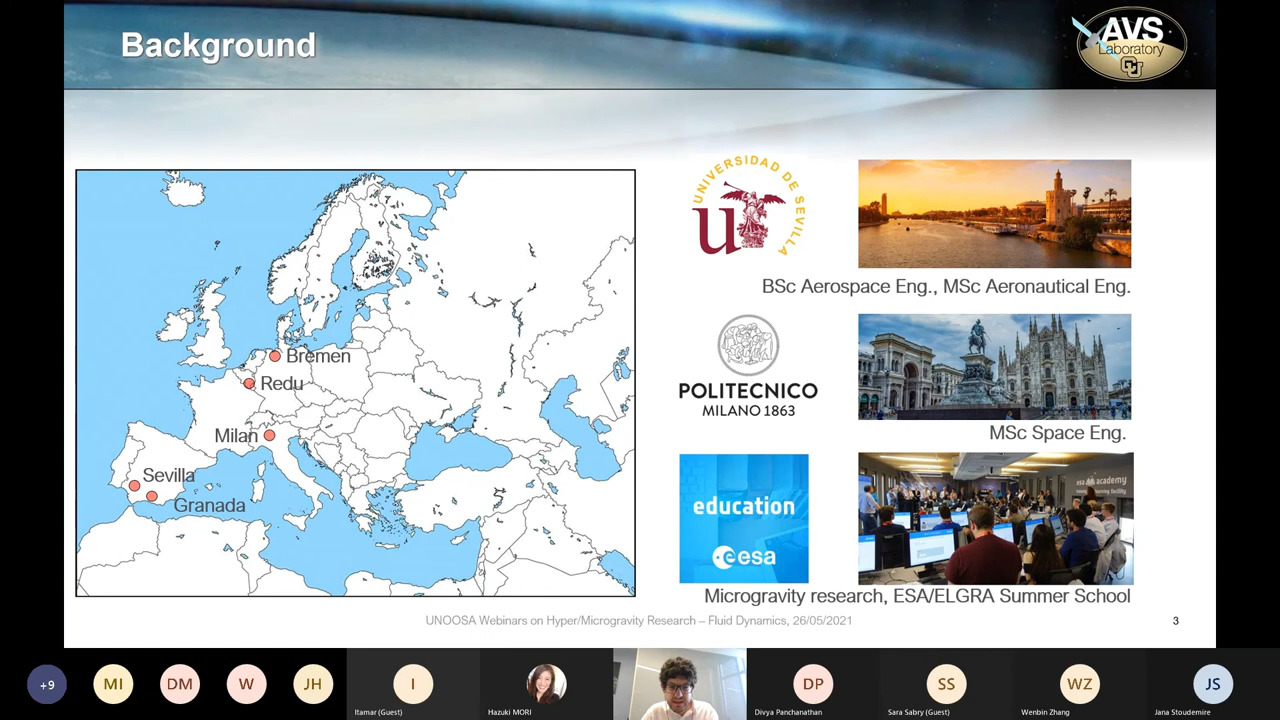 Background
AVS
Laboratory
Bremen
Redu
Milan
Sevilla
Granada
UNIVERSIDAD DE SEVILLA
BSc Aerospace Eng., MSc Aeronautical Eng.
POLITECNICO
MILANO 1863
MSc Space Eng.
education
esa
Microgravity research, ESA/ELGRA Summer School
UNOOSA Webinars on Hyper/Microgravity Research – Fluid Dynamics, 26/05/2021
3
+9
MI
DM
W
JH
I
DP
SS
WZ
JS
Itamar (Guest)
Hazuki MORI
Divya Panchanathan
Sara Sabry (Guest)
Wenbin Zhang
Jana Stoudemire